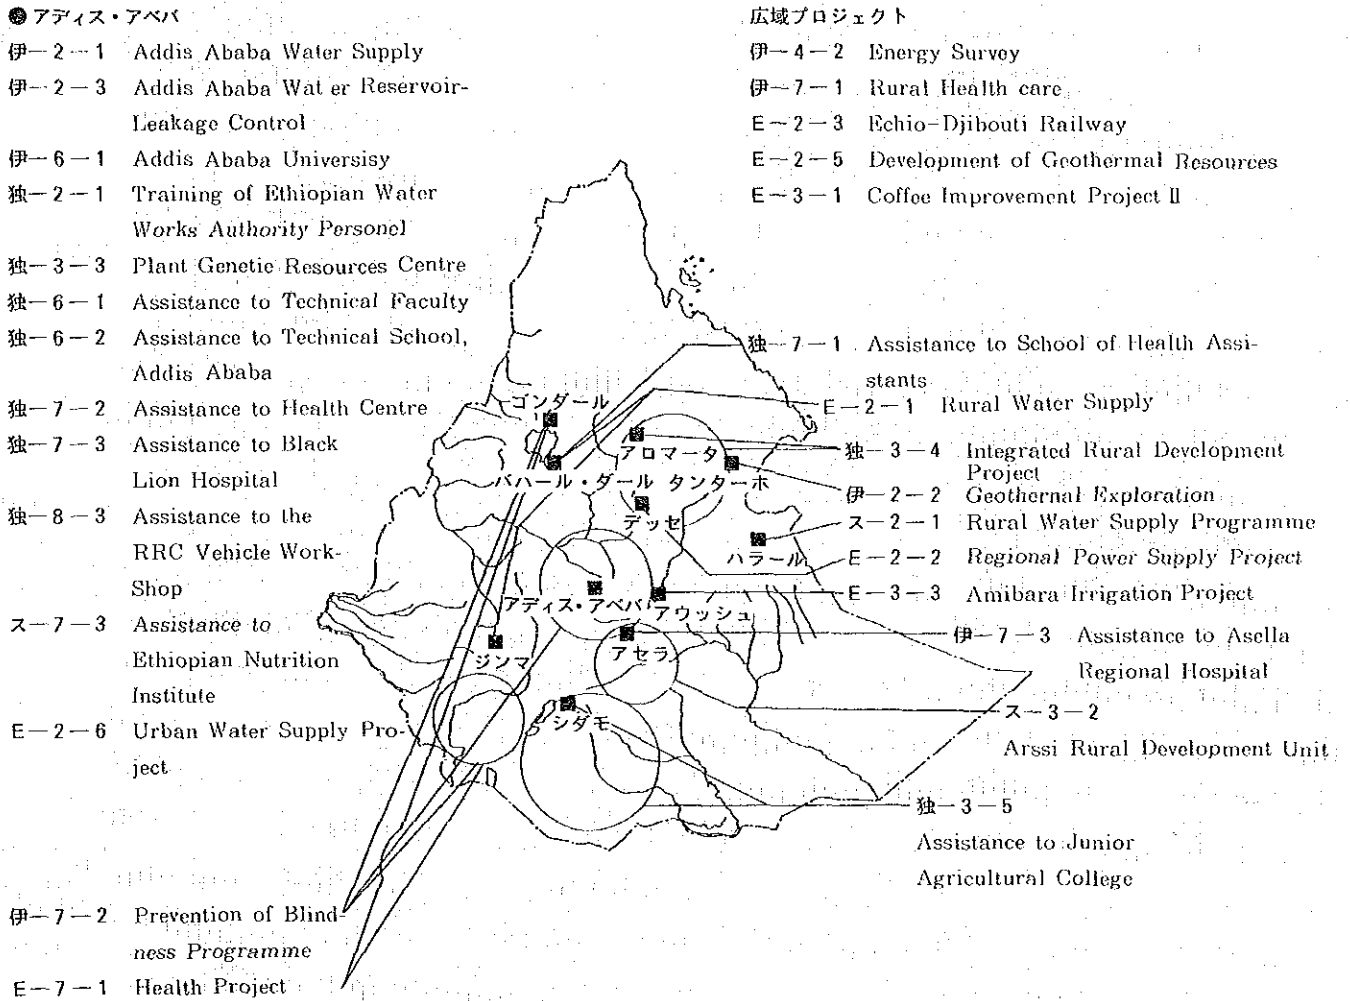 ●アディス・アベバ
伊－2－1 Addis Ababa Water Supply
伊－2－3 Addis Ababa Wat er Reservoir-
Leakage Control
伊－6－1 Addis Ababa Universisy
独－2－1 Training of Ethiopian Water
Works Authority Personel
独－3－3 Plant Genetic Resources Centre
独－6－1 Assistance to Technical Faculty
独－6－2 Assistance to Technical School,
Addis Ababa
独－7－2 Assistance to Health Centre
独－7－3 Assistance to Black
Lion Hospital
独－8－3 Assistance to the
RRC Vehicle Work-
Shop
ス－7－3 Assistance to
Ethiopian Nutrition
Institute
E－2－6 Urban Water Supply Pro-
ject
伊－7－2 Prevention of Blind-
ness Programme
E－7－1 Health Project
広域プロジェクト
伊－4－2 Energy Survey
伊－7－1 Rural Health care
E－2－3 Echio-Djibouti Railway
E－2－5 Development of Geothermal Resources
E－3－1 Coffee Improvement Project II
独－7－1 Assistance to School of Health Assi-
stants
E－2－1 Rural Water Supply
独－3－4 Integrated Rural Development
Project
伊－2－2 Geothernal Exploration
ス－2－1 Rural Water Supply Programme
E－2－2 Regional Power Supply Project
E－3－3 Amibara Irrigation Project
伊－7－3 Assistance to Asella
Regional Hospital
ス－3－2
Arssi Rural Development Unit
独－3－5
Assistance to Junior
Agricultural College
ゴンダール
アロマータ
バハール・ダール
タンターホ
デッセ
ハラール
アディス・アベバ
アウッシュ
ジンマ
アセラ
シダモ